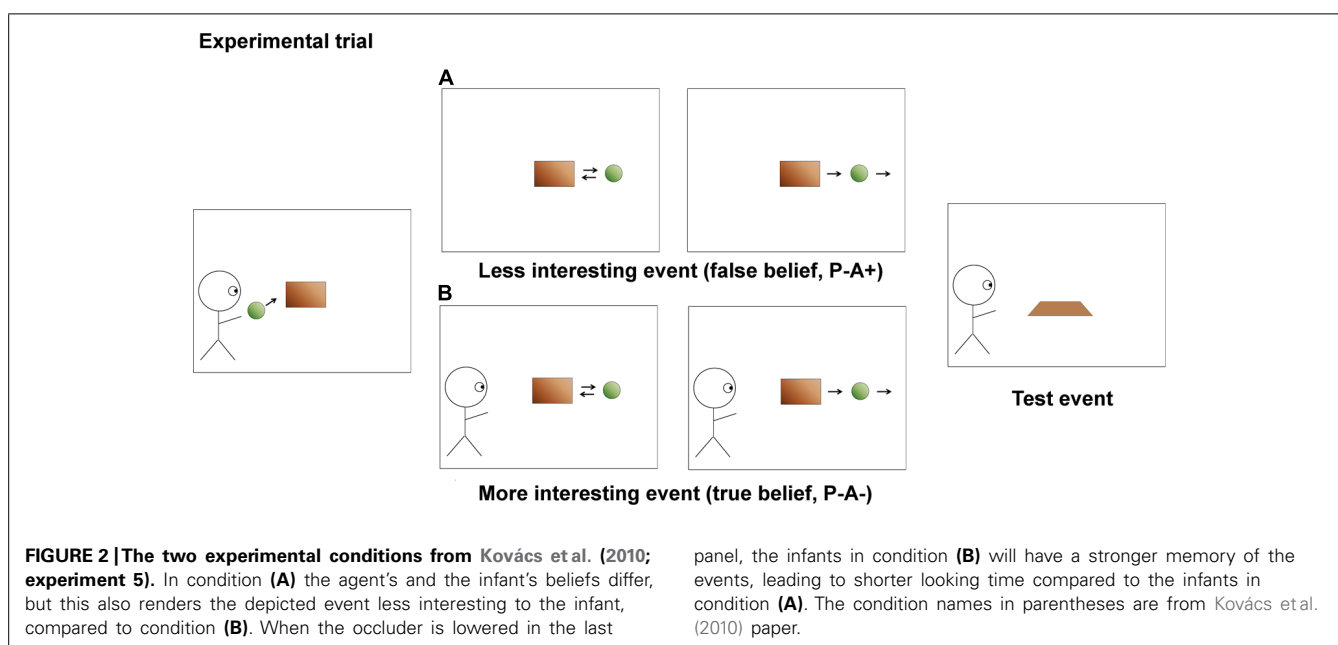 Experimental trial
A
Less interesting event (false belief, P-A+)
B
More interesting event (true belief, P-A-)
Test event
FIGURE 2 | The two experimental conditions from Kovács et al. (2010;
experiment 5). In condition (A) the agent's and the infant's beliefs differ,
but this also renders the depicted event less interesting to the infant,
compared to condition (B). When the occluder is lowered in the last
panel, the infants in condition (B) will have a stronger memory of the
events, leading to shorter looking time compared to the infants in
condition (A). The condition names in parentheses are from Kovács et al.
(2010) paper.